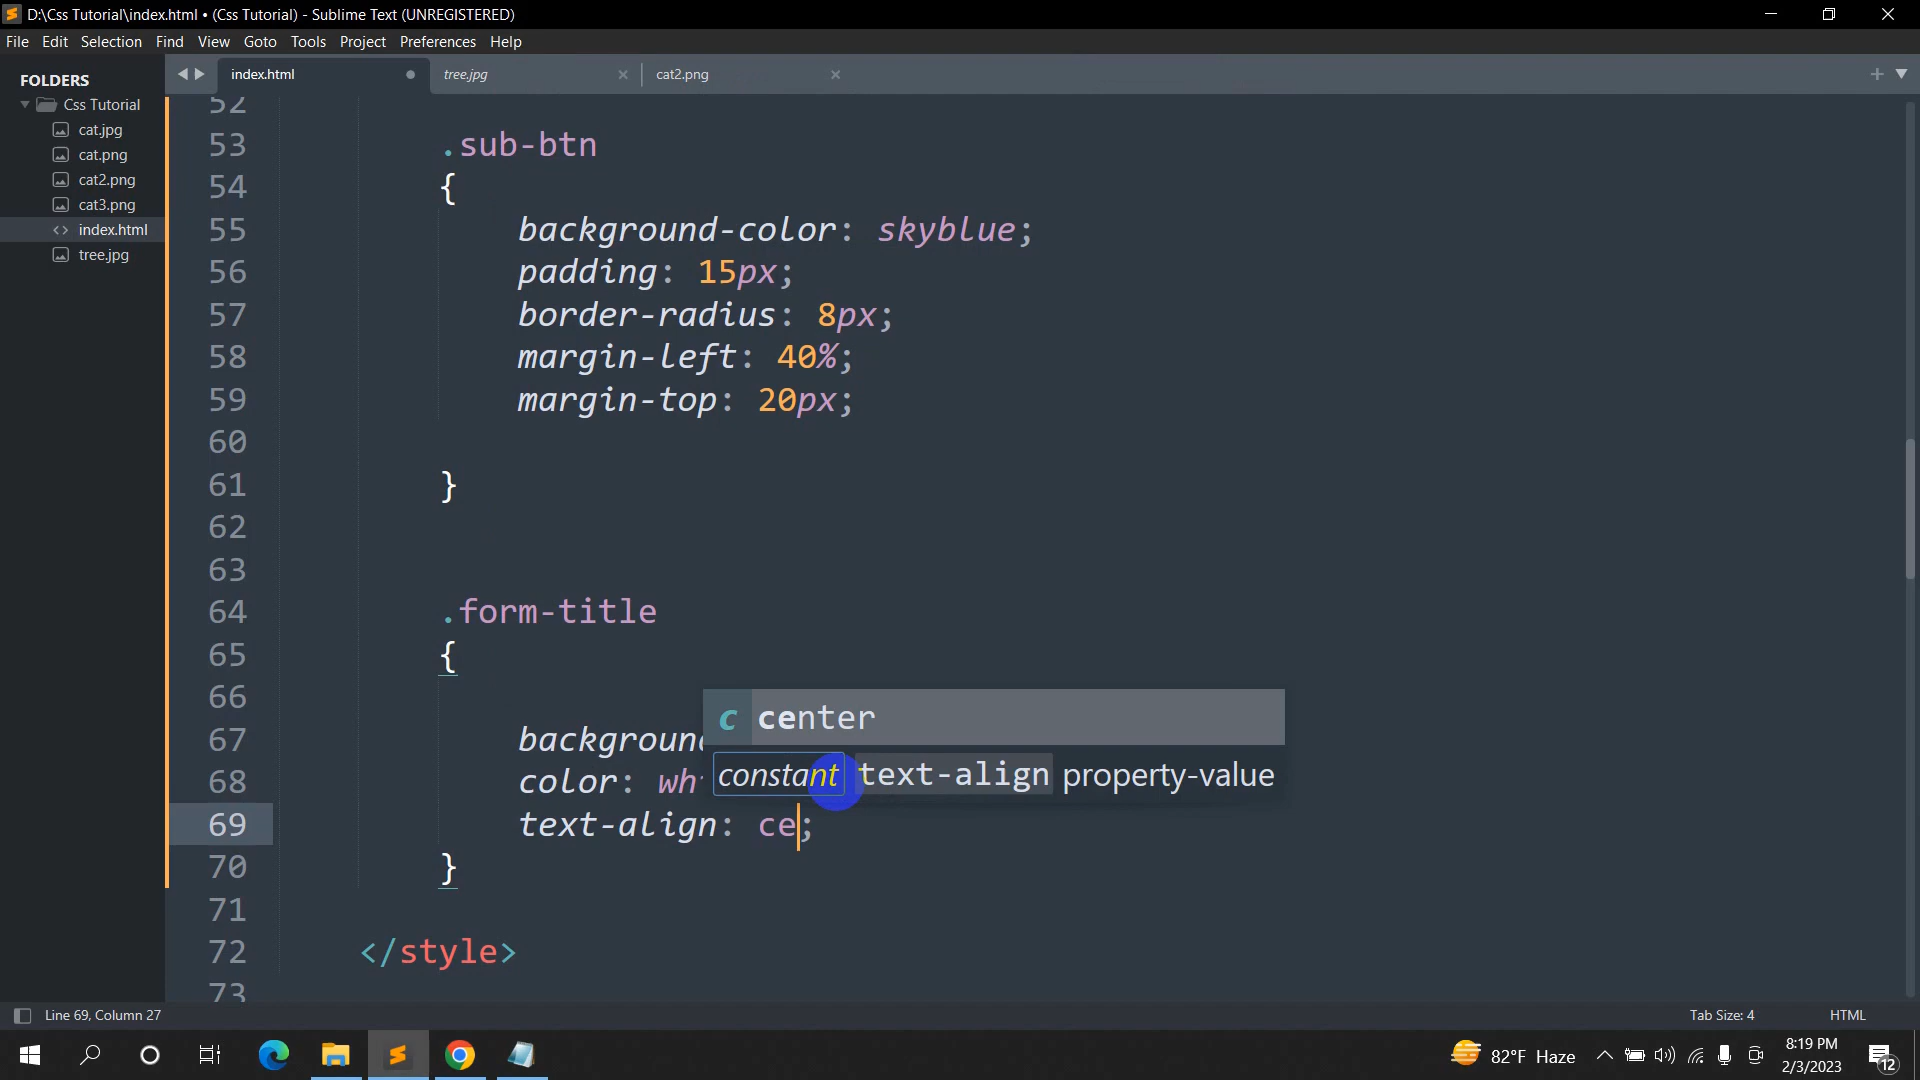 D:\Css Tutorial\index.html • (Css Tutorial) - Sublime Text (UNREGISTERED)
File Edit Selection Find View Goto Tools Project Preferences Help
FOLDERS
Css Tutorial
cat.jpg
cat.png
cat2.png
cat3.png
index.html
tree.jpg
index.html tree.jpg cat2.png
52
53 .sub-btn
54 {
55 background-color: skyblue;
56 padding: 15px;
57 border-radius: 8px;
58 margin-left: 40%;
59 margin-top: 20px;
60
61 }
62
63
64 .form-title
65 {
66
c center
67 background
constant text-align property-value
68 color: wh
69 text-align: ce;
70 }
71
72 </style>
73
Line 69, Column 27 Tab Size: 4 HTML
82°F Haze 8:19 PM
2/3/2023
12